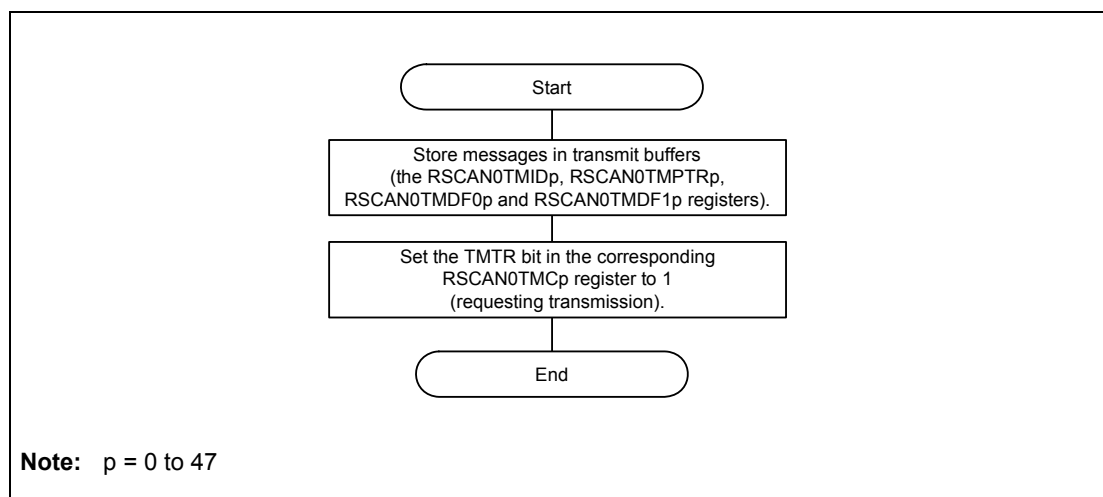 Start
Store messages in transmit buffers
(the RSCAN0TMIDp, RSCAN0TMPTRp,
RSCAN0TMDF0p and RSCAN0TMDF1p registers).
Set the TMTR bit in the corresponding
RSCAN0TMCp register to 1
(requesting transmission).
End
Note: p = 0 to 47